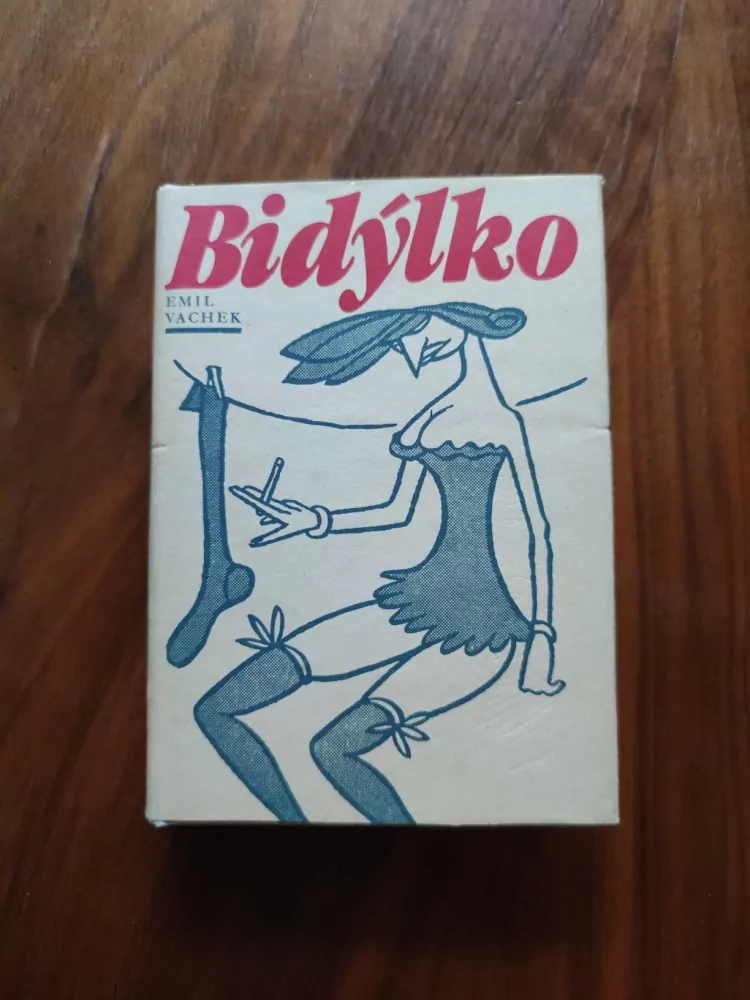 Bidýlko
EMIL
VACHEK